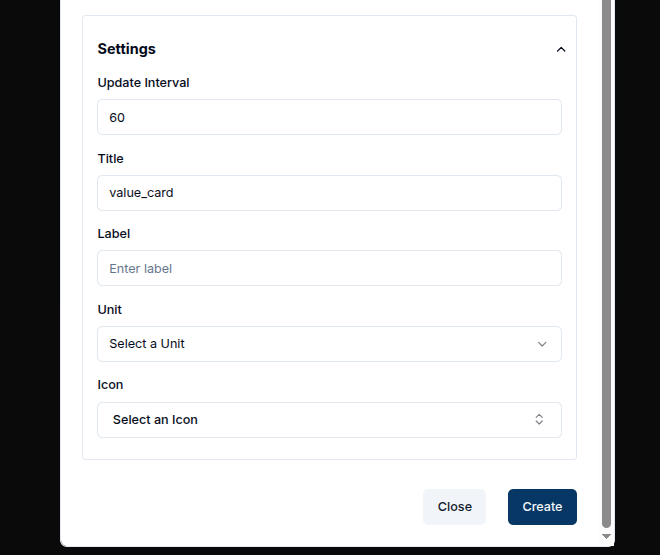 Settings
Update Interval
60
Title
value_card
Label
Enter label
Unit
Select a Unit
Icon
Select an Icon
Close
Create